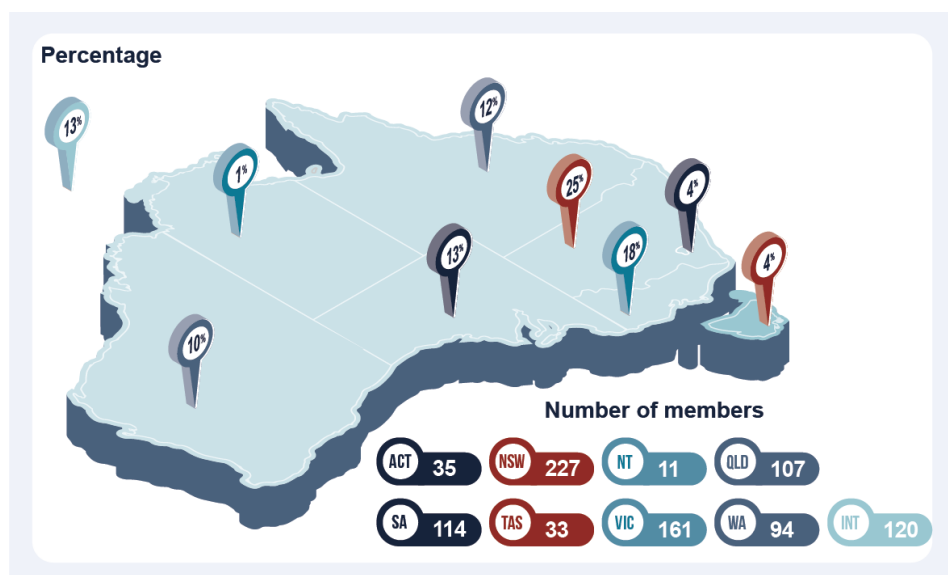 Percentage
13%
12%
1%
25%
4%
13%
18%
4%
10%
Number of members
ACT 35 NSW 227 NT 11 QLD 107
SA 114 TAS 33 VIC 161 WA 94 INT 120